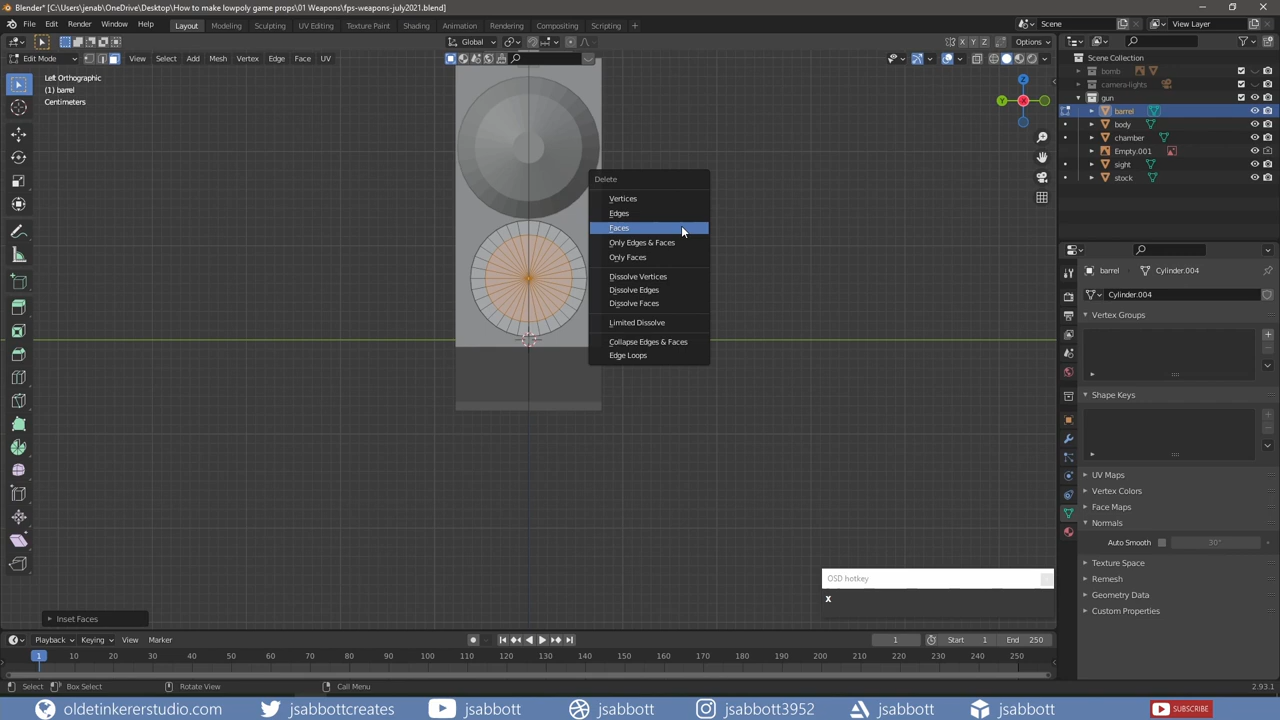 Blender* [C:\Users\jenab\OneDrive\Desktop\How to make lowpoly game props\01 Weapons\fps-weapons-july2021.blend]
File Edit Render Window Help Layout Modeling Sculpting UV Editing Texture Paint Shading Animation Rendering Compositing Scripting + Scene View Layer
Global Options
Edit Mode View Select Add Mesh Vertex Edge Face UV
Left Orthographic
(1) barrel
Centimeters
Z
Y
X
Scene Collection
bomb
camera-lights
gun
barrel
body
chamber
Empty.001
sight
stock
Delete
Vertices
Edges
Faces
Only Edges & Faces
Only Faces
Dissolve Vertices
Dissolve Edges
Dissolve Faces
Limited Dissolve
Collapse Edges & Faces
Edge Loops
barrel Cylinder.004
Cylinder.004
Vertex Groups
Shape Keys
UV Maps
Vertex Colors
Face Maps
Normals
Auto Smooth 30°
Texture Space
Remesh
Geometry Data
Custom Properties
OSD hotkey
x
Inset Faces
Playback Keying View Marker 1 Start 1 End 250
1 10 20 30 40 50 60 70 80 90 100 110 120 130 140 150 160 170 180 190 200 210 220 230 240 250
Select Box Select Rotate View Call Menu 2.93.1
oldetinkererstudio.com jsabbottcreates jsabbott jsabbott jsabbott3952 jsabbott jsabbott SUBSCRIBE